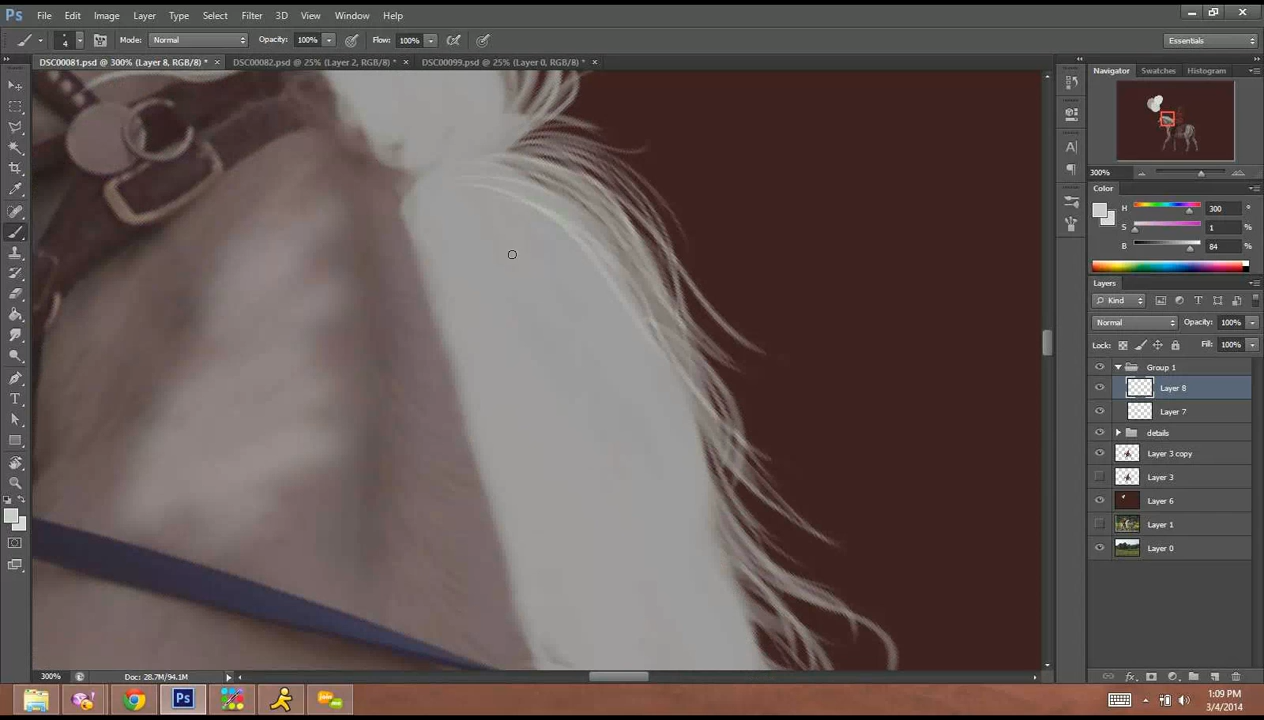 Ps File Edit Image Layer Type Select Filter 3D View Window Help
4 Mode: Normal Opacity: 100% Flow: 100% Essentials
DSC00081.psd @ 300% (Layer 8, RGB/8) * × DSC00082.psd @ 25% (Layer 2, RGB/8) * × DSC00099.psd @ 25% (Layer 0, RGB/8) * ×
Navigator Swatches Histogram
300%
Color
H 300 °
S 1 %
B 84 %
Layers
Kind
Normal Opacity: 100%
Lock: Fill: 100%
Group 1
Layer 8
Layer 7
details
Layer 3 copy
Layer 3
Layer 6
Layer 1
Layer 0
300% Doc: 28.7M/94.1M
Ps
1:09 PM
3/4/2014